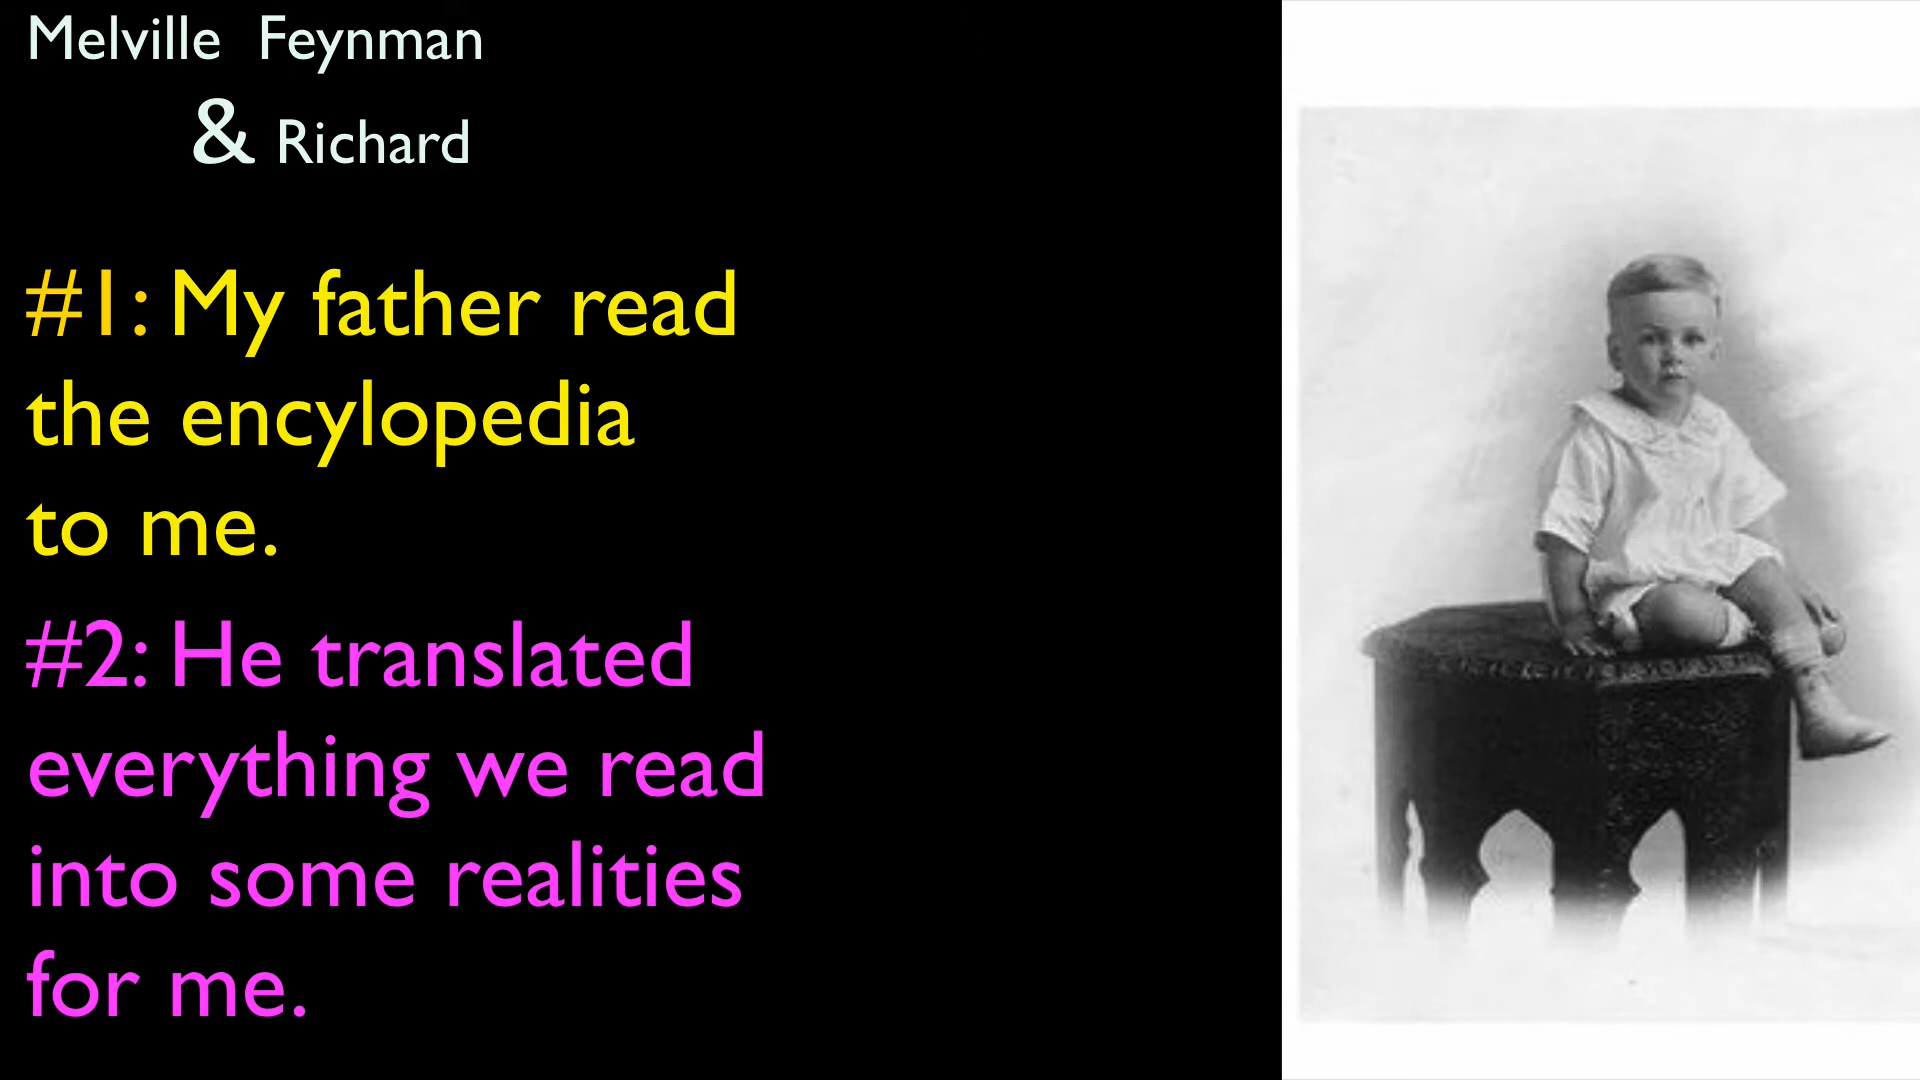 Melville Feynman
& Richard
#1: My father read
the encylopedia
to me.
#2: He translated
everything we read
into some realities
for me.